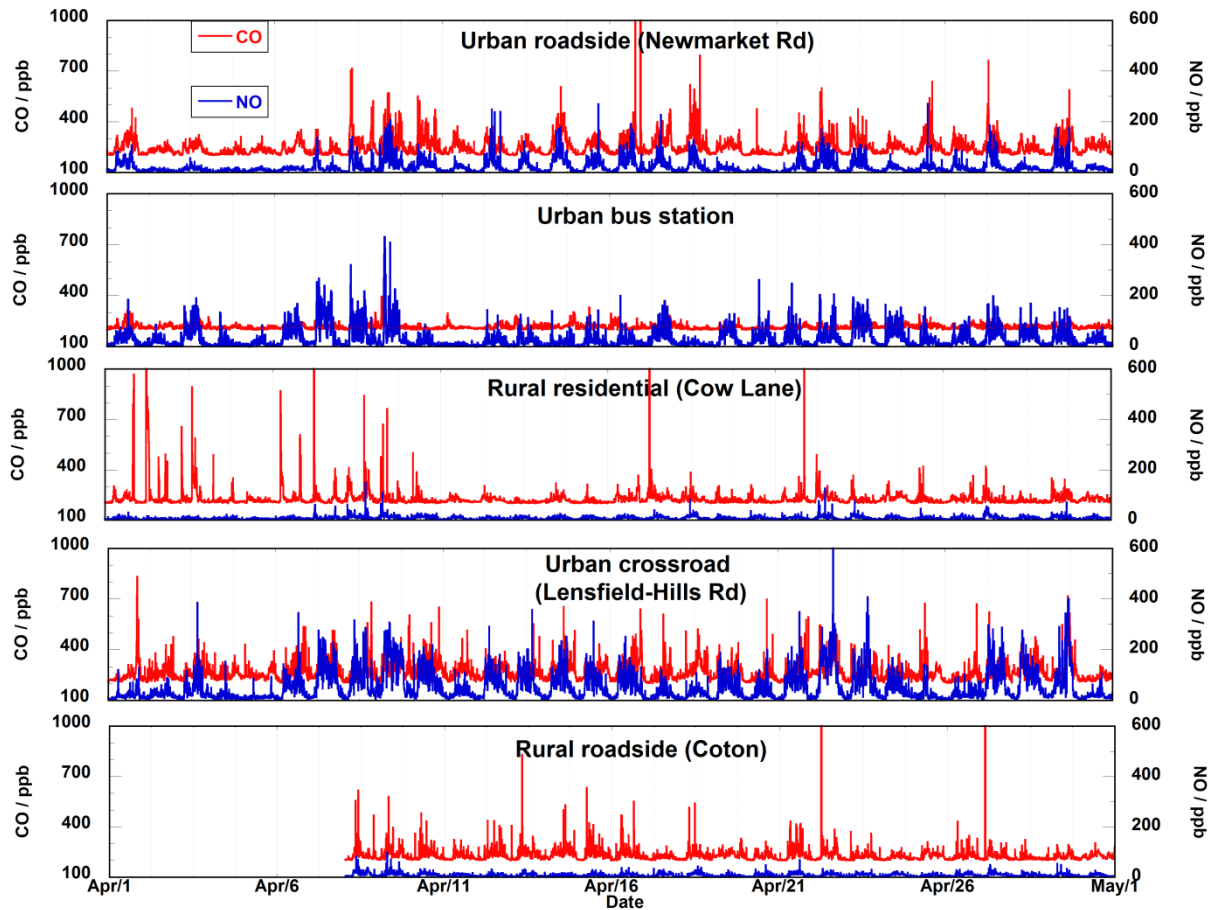 1000
700
400
100
CO / ppb
CO
NO
Urban roadside (Newmarket Rd)
600
400
200
0
NO / ppb
1000
700
400
100
CO / ppb
Urban bus station
600
400
200
0
NO / ppb
1000
700
400
100
CO / ppb
Rural residential (Cow Lane)
600
400
200
0
NO / ppb
1000
700
400
100
CO / ppb
Urban crossroad
(Lensfield-Hills Rd)
600
400
200
0
NO / ppb
1000
700
400
100
CO / ppb
Rural roadside (Coton)
600
400
200
0
NO / ppb
Apr/1 Apr/6 Apr/11 Apr/16 Apr/21 Apr/26 May/1
Date